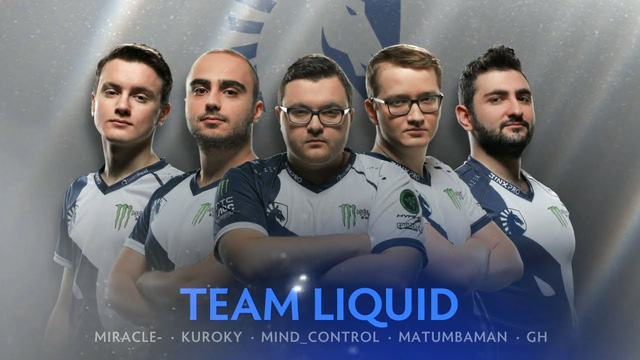 TEAM LIQUID
MIRACLE- · KUROKY · MIND_CONTROL · MATUMBAMAN · GH